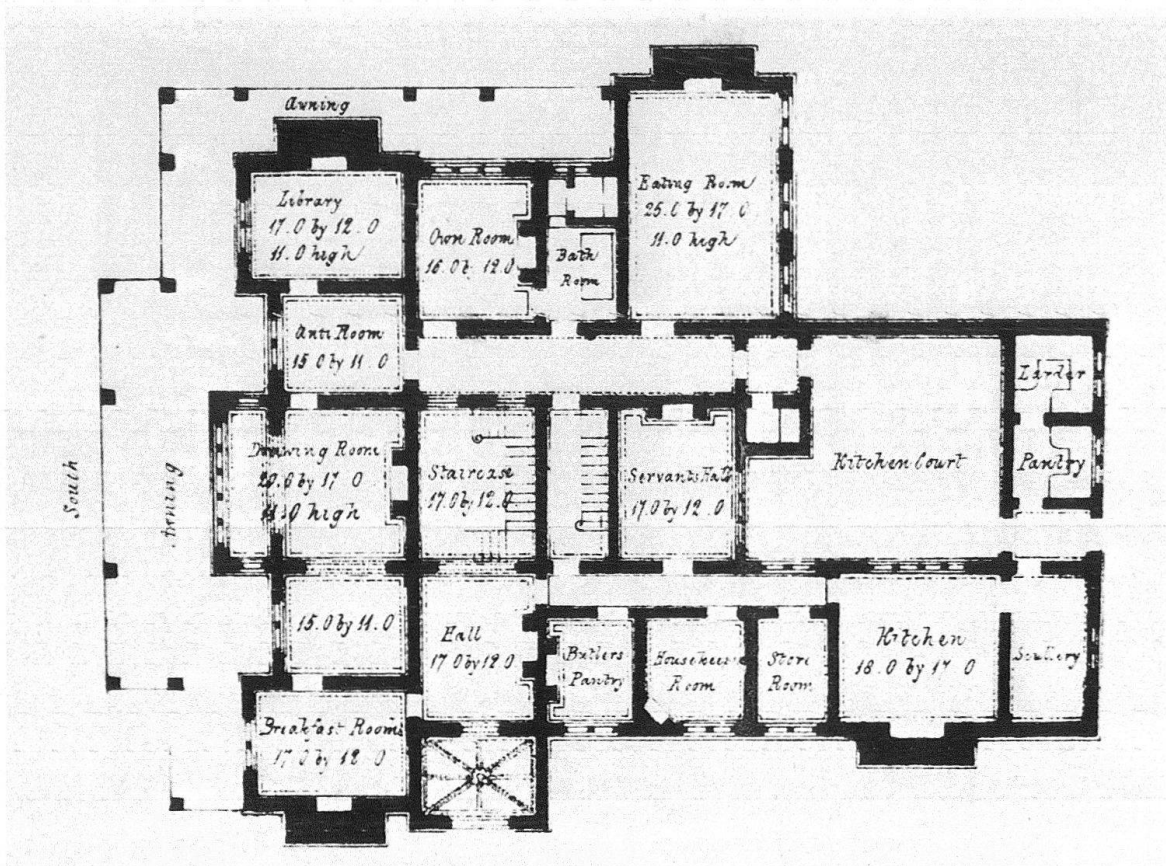 Awning
Library
17.0 by 12.0
11.0 high
Own Room
16.0 by 12.0
Bath
Room
Eating Room
25.0 by 17.0
11.0 high
Anti Room
15.0 by 11.0
Larder
Drawing Room
by 17 0
11.0 high
Staircase
17.0 by 12.0
Servants Hall
17.0 by 12.0
Kitchen Court
Pantry
South
Awning
15.0 by 11.0
Hall
17.0 by 12.0
Butlers
Pantry
Room
Store
Room
Kitchen
18.0 by 17.0
Scullery
Breakfast Room
17.0 by 12.0